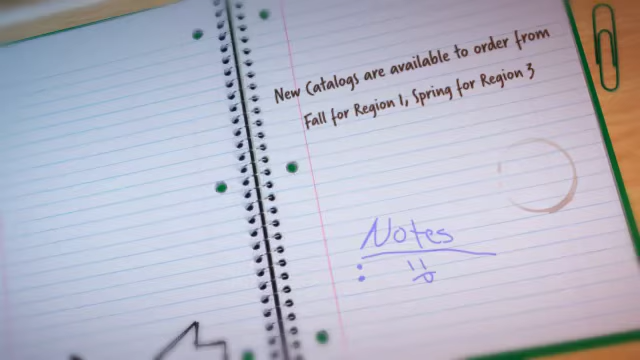 New Catalogs are available to order from
Fall for Region 1, Spring for Region 3
Notes